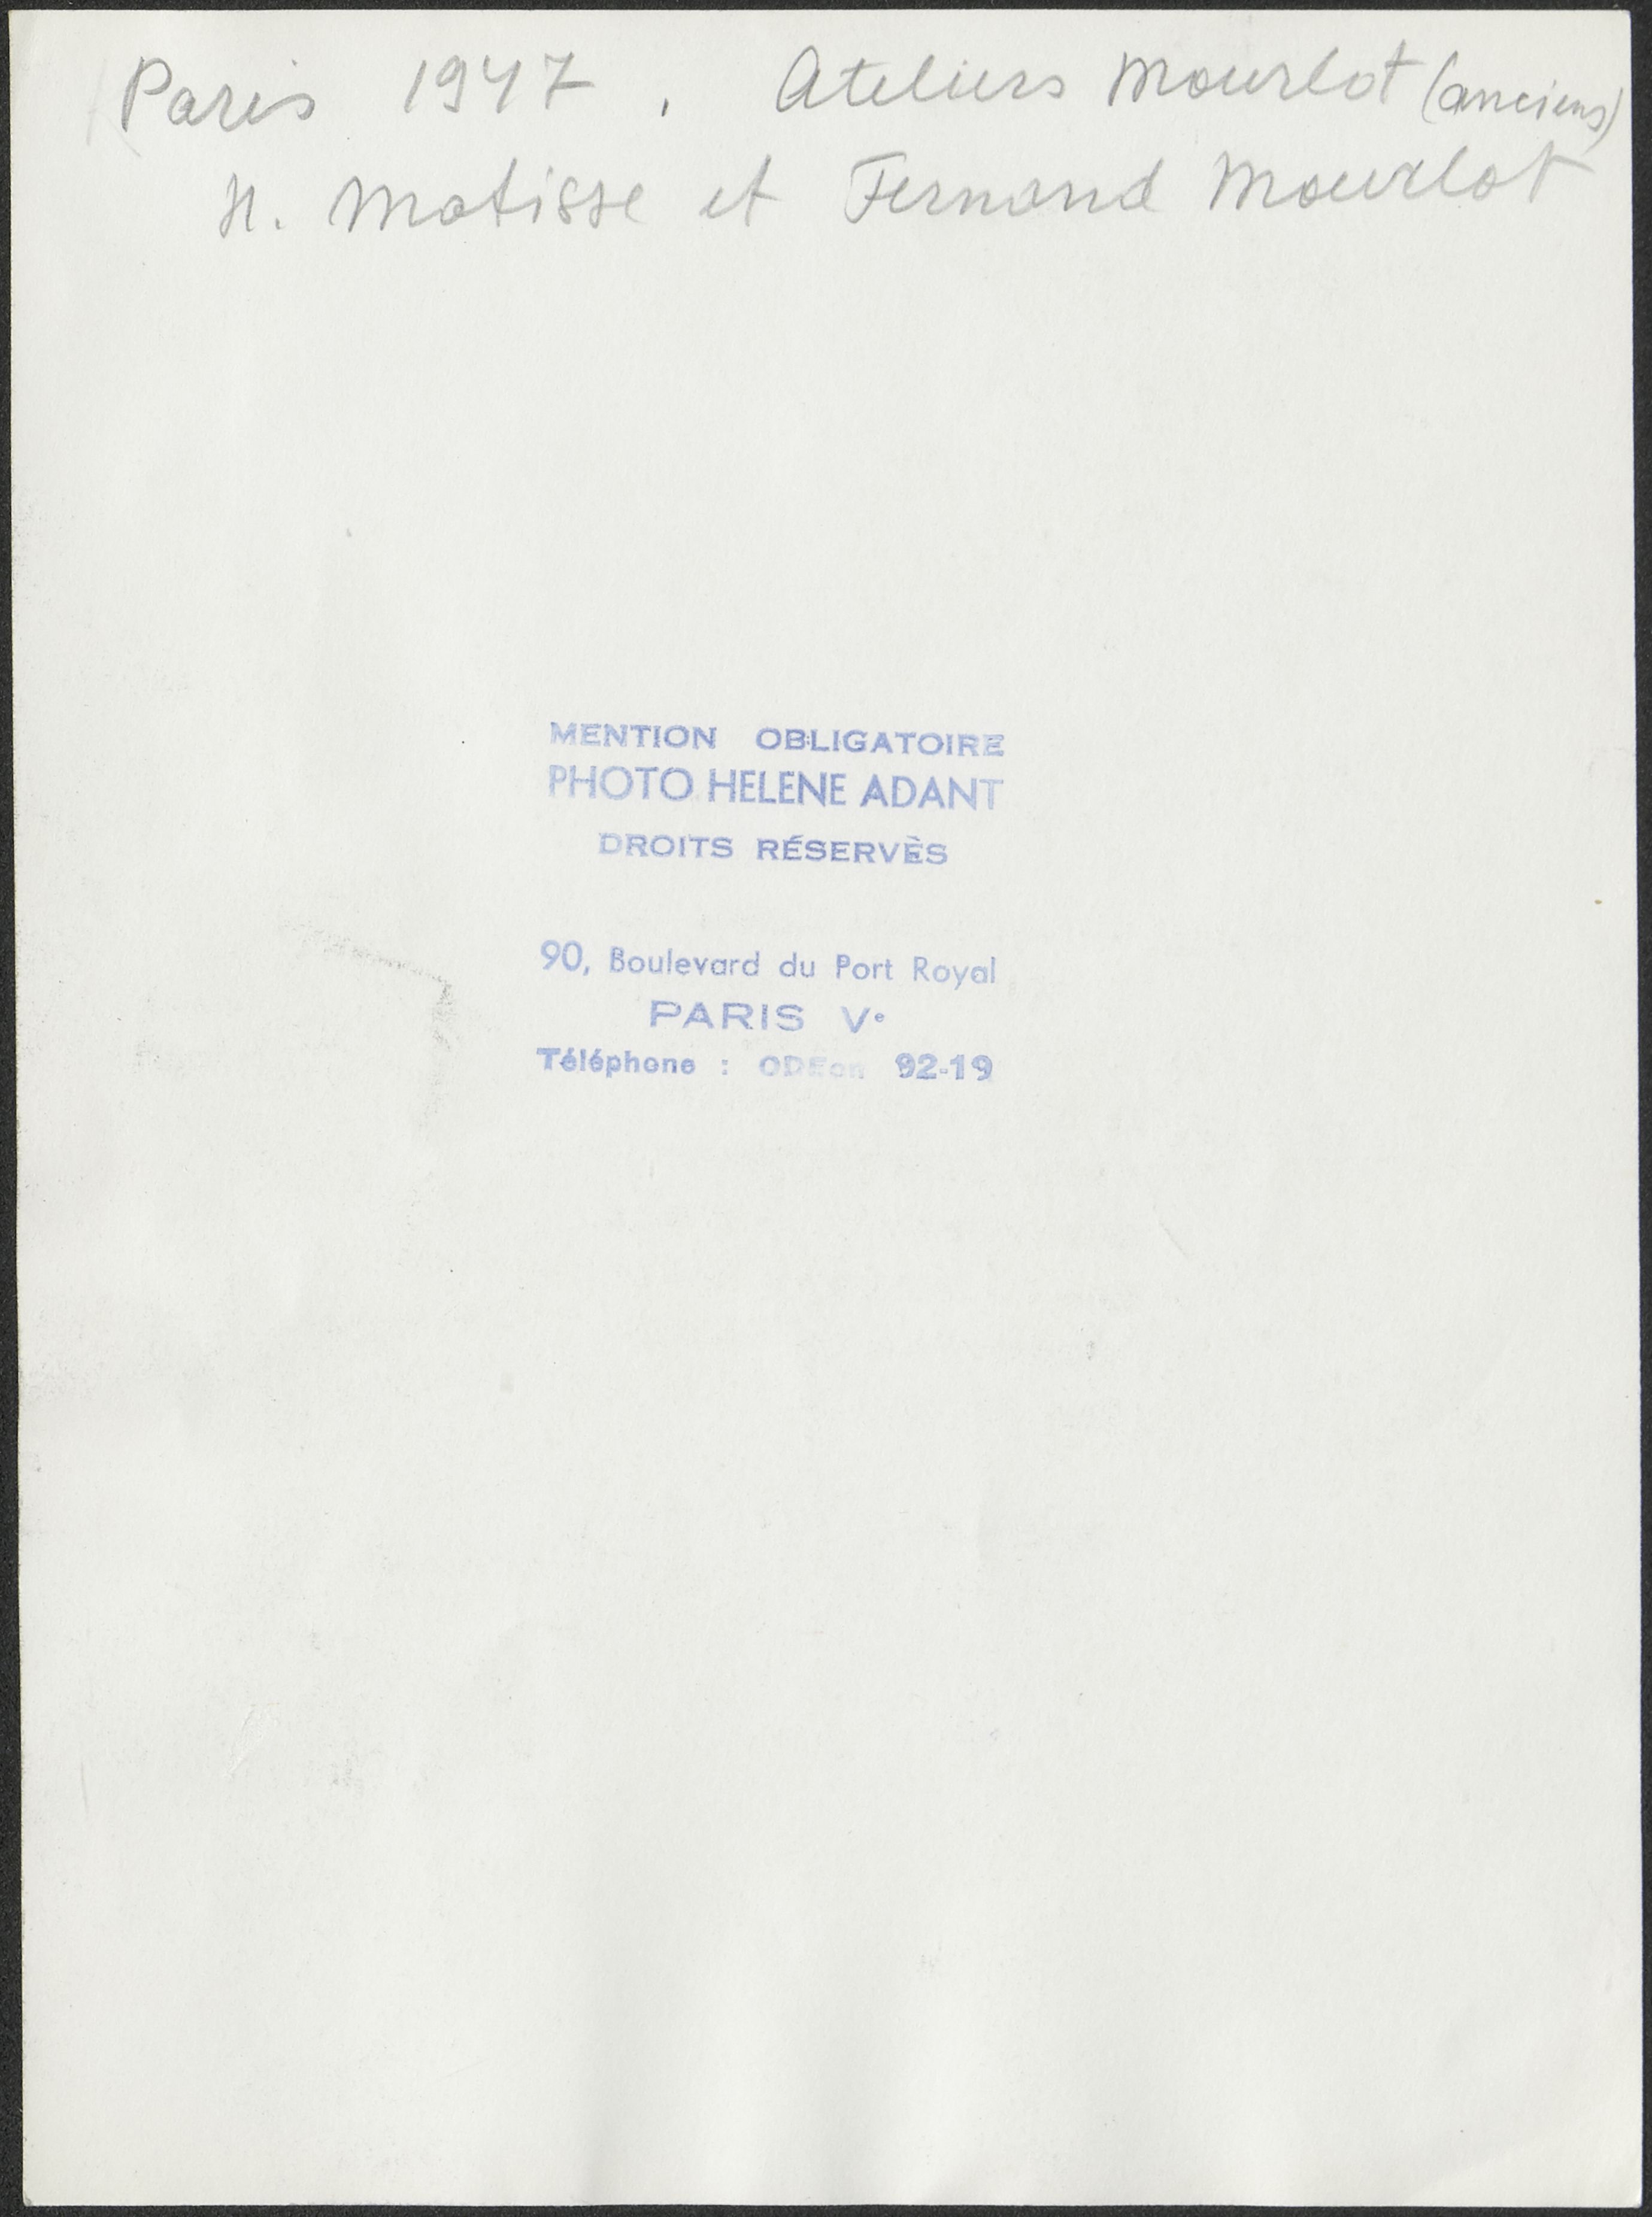 Paris 1947. Ateliers Mourlot (anciens)
H. Matisse et Fernand Mourlot
MENTION OBLIGATOIRE
PHOTO HELENE ADANT
DROITS RÉSERVÈS
90, Boulevard du Port Royal
PARIS Vᵉ
Téléphone : ODEon 92-19